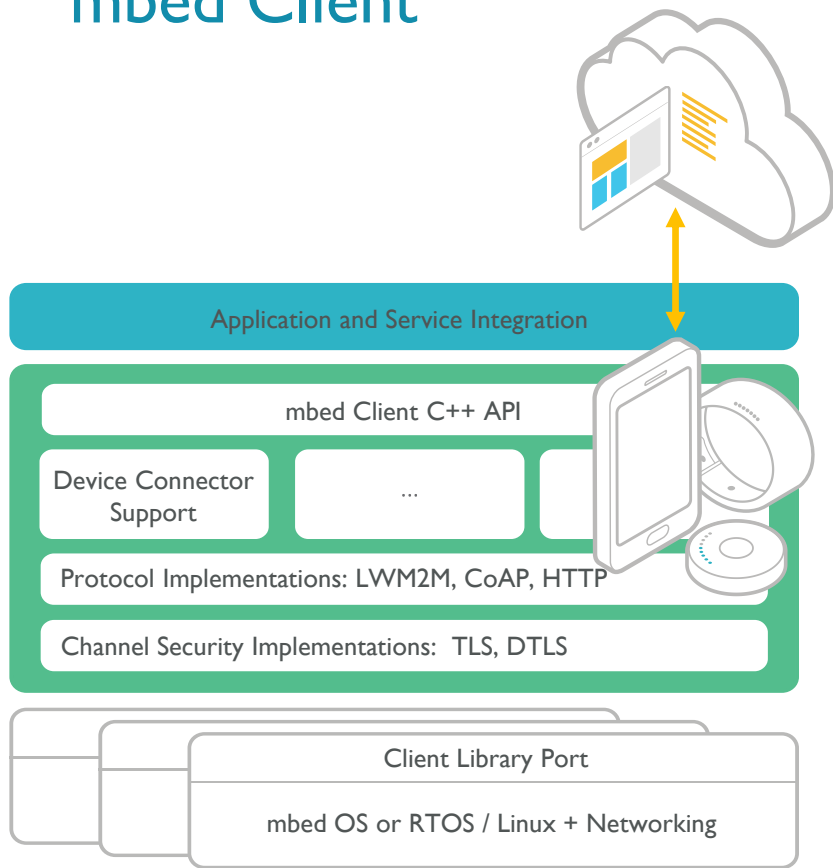 mbed Client
Application and Service Integration
mbed Client C++ API
Device Connector
Support
...
Protocol Implementations: LWM2M, CoAP, HTTP
Channel Security Implementations: TLS, DTLS
Client Library Port
mbed OS or RTOS / Linux + Networking